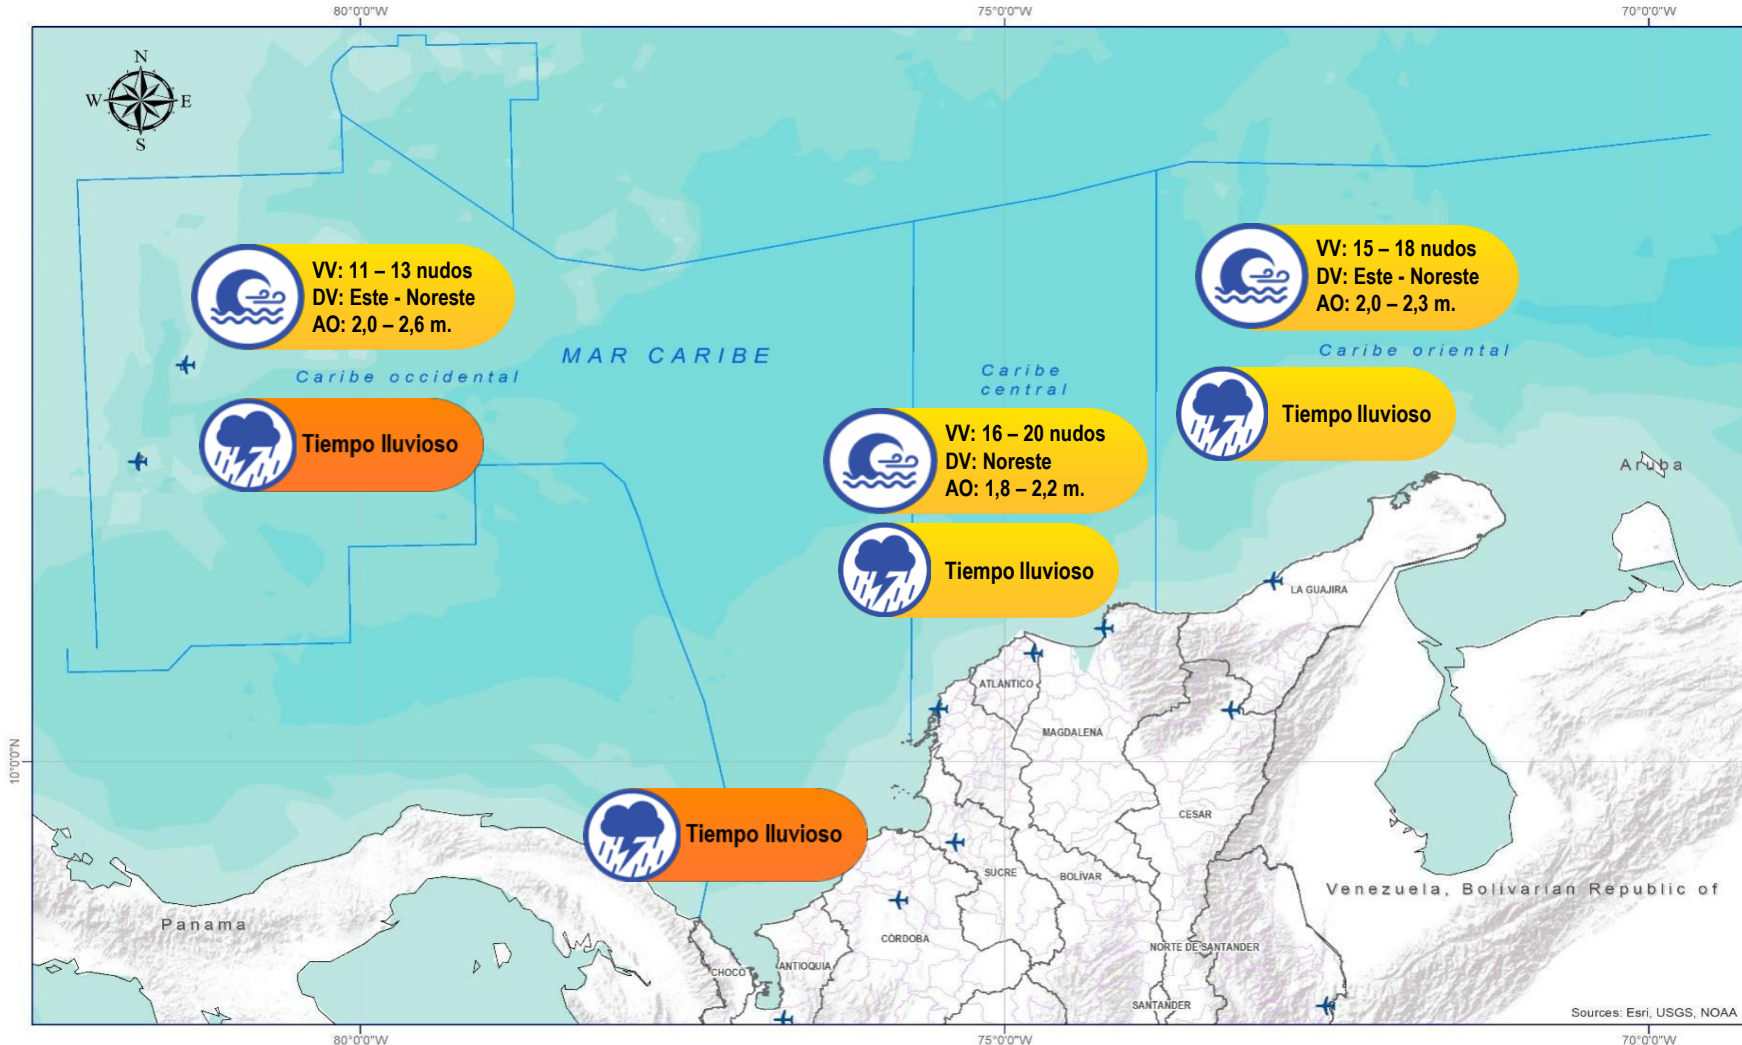 80°0'0"W
75°0'0"W
70°0'0"W
N
W
E
S
VV: 11 – 13 nudos
DV: Este - Noreste
AO: 2,0 – 2,6 m.
VV: 15 – 18 nudos
DV: Este - Noreste
AO: 2,0 – 2,3 m.
MAR CARIBE
Caribe occidental
Caribe
central
Caribe oriental
Tiempo lluvioso
VV: 16 – 20 nudos
DV: Noreste
AO: 1,8 – 2,2 m.
Tiempo lluvioso
Aruba
Tiempo lluvioso
LA GUAJIRA
ATLÁNTICO
MAGDALENA
10°0'0"N
CESAR
Tiempo lluvioso
SUCRE
BOLÍVAR
Venezuela, Bolivarian Republic of
Panama
CÓRDOBA
NORTE DE SANTANDER
CHOCÓ
ANTIOQUIA
SANTANDER
Sources: Esri, USGS, NOAA
80°0'0"W
75°0'0"W
70°0'0"W